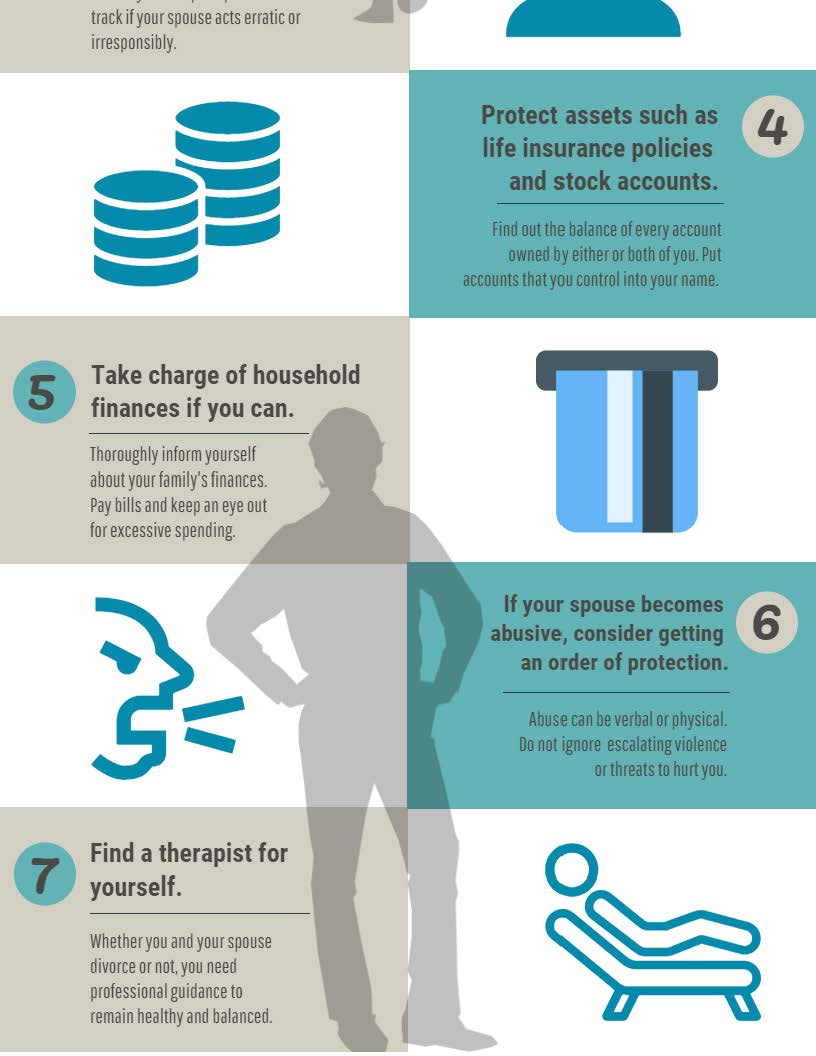 track if your spouse acts erratic or
irresponsibly.
4
Protect assets such as
life insurance policies
and stock accounts.
Find out the balance of every account
owned by either or both of you. Put
accounts that you control into your name.
5
Take charge of household
finances if you can.
Thoroughly inform yourself
about your family's finances.
Pay bills and keep an eye out
for excessive spending.
6
If your spouse becomes
abusive, consider getting
an order of protection.
Abuse can be verbal or physical.
Do not ignore escalating violence
or threats to hurt you.
7
Find a therapist for
yourself.
Whether you and your spouse
divorce or not, you need
professional guidance to
remain healthy and balanced.